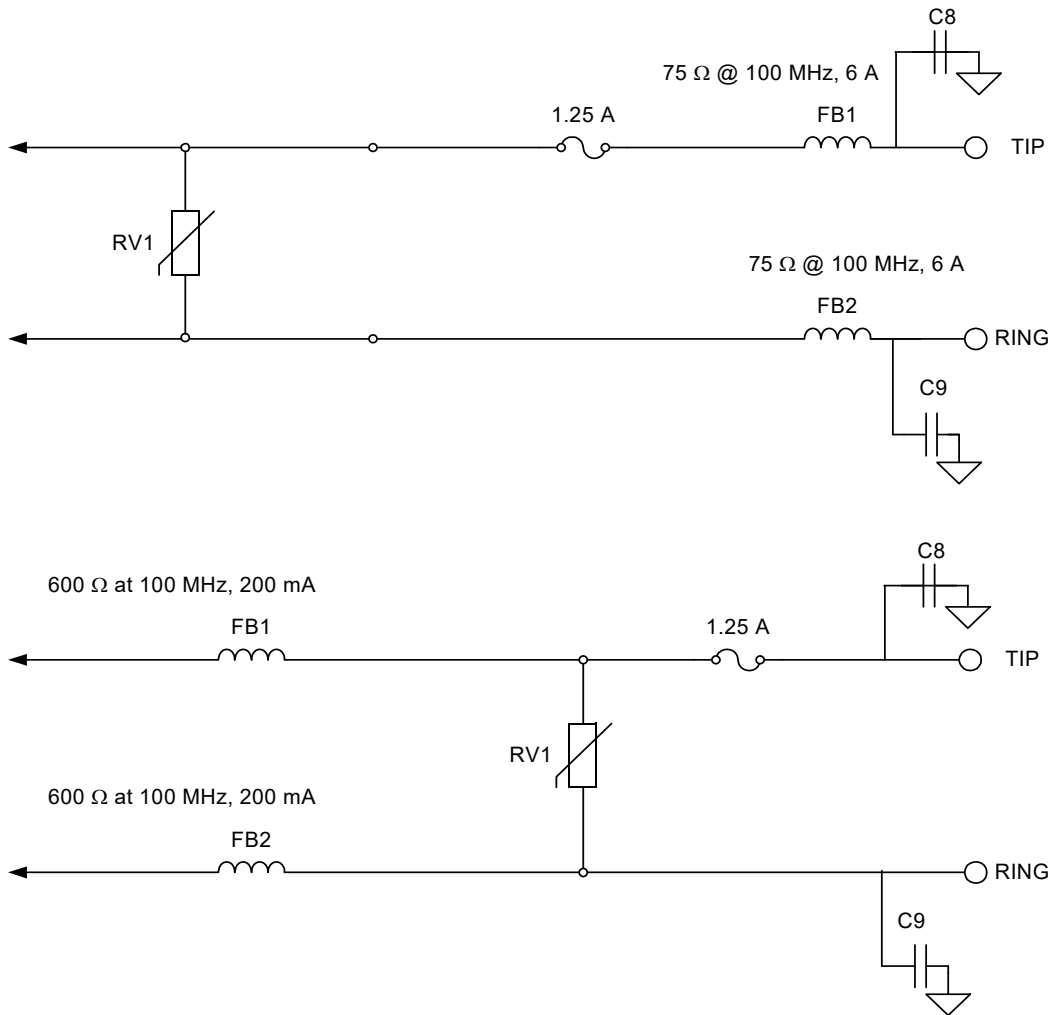 C8
75 Ω @ 100 MHz, 6 A
1.25 A
FB1
TIP
RV1
75 Ω @ 100 MHz, 6 A
FB2
RING
C9
C8
600 Ω at 100 MHz, 200 mA
FB1
1.25 A
TIP
RV1
600 Ω at 100 MHz, 200 mA
FB2
RING
C9